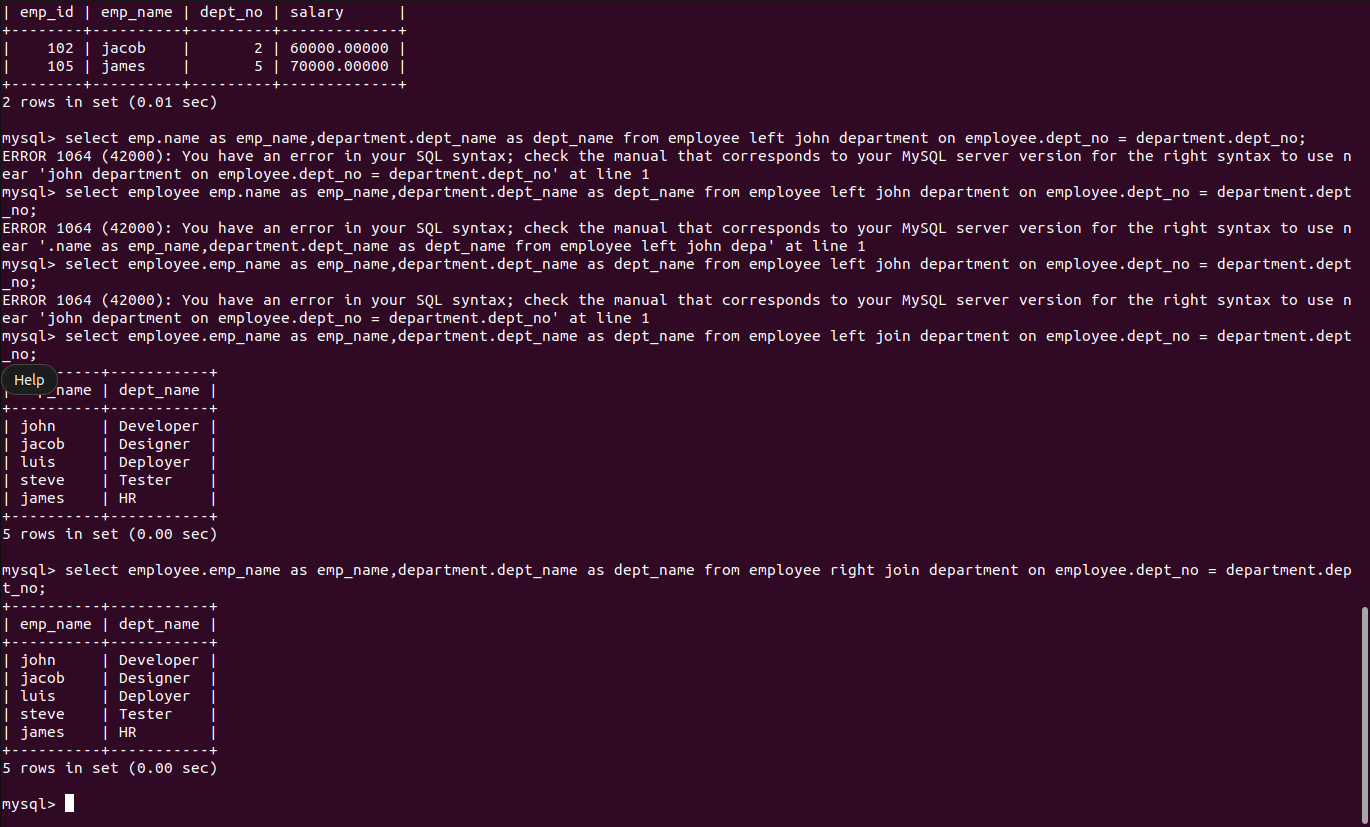 | emp_id | emp_name | dept_no | salary      |
+--------+----------+---------+-------------+
|    102 | jacob    |       2 | 60000.00000 |
|    105 | james    |       5 | 70000.00000 |
+--------+----------+---------+-------------+
2 rows in set (0.01 sec)

mysql> select emp.name as emp_name,department.dept_name as dept_name from employee left john department on employee.dept_no = department.dept_no;
ERROR 1064 (42000): You have an error in your SQL syntax; check the manual that corresponds to your MySQL server version for the right syntax to use n
ear 'john department on employee.dept_no = department.dept_no' at line 1
mysql> select employee emp.name as emp_name,department.dept_name as dept_name from employee left john department on employee.dept_no = department.dept
_no;
ERROR 1064 (42000): You have an error in your SQL syntax; check the manual that corresponds to your MySQL server version for the right syntax to use n
ear '.name as emp_name,department.dept_name as dept_name from employee left john depa' at line 1
mysql> select employee.emp_name as emp_name,department.dept_name as dept_name from employee left john department on employee.dept_no = department.dept
_no;
ERROR 1064 (42000): You have an error in your SQL syntax; check the manual that corresponds to your MySQL server version for the right syntax to use n
ear 'john department on employee.dept_no = department.dept_no' at line 1
mysql> select employee.emp_name as emp_name,department.dept_name as dept_name from employee left join department on employee.dept_no = department.dept
_no;
-----+-----------+
Help
_name | dept_name |
+----------+-----------+
| john     | Developer |
| jacob    | Designer  |
| luis     | Deployer  |
| steve    | Tester    |
| james    | HR        |
+----------+-----------+
5 rows in set (0.00 sec)

mysql> select employee.emp_name as emp_name,department.dept_name as dept_name from employee right join department on employee.dept_no = department.dep
t_no;
+----------+-----------+
| emp_name | dept_name |
+----------+-----------+
| john     | Developer |
| jacob    | Designer  |
| luis     | Deployer  |
| steve    | Tester    |
| james    | HR        |
+----------+-----------+
5 rows in set (0.00 sec)

mysql>